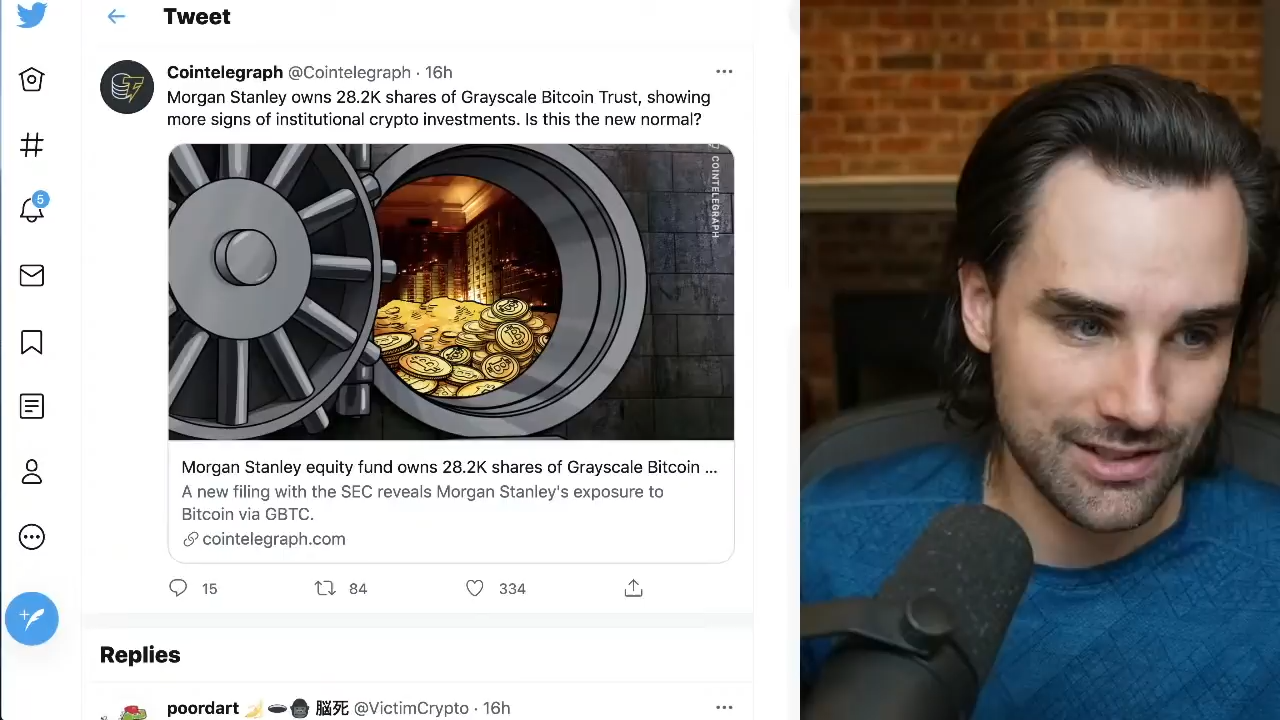 Tweet
Cointelegraph @Cointelegraph · 16h
Morgan Stanley owns 28.2K shares of Grayscale Bitcoin Trust, showing
more signs of institutional crypto investments. Is this the new normal?
COINTELEGRAPH
Morgan Stanley equity fund owns 28.2K shares of Grayscale Bitcoin ...
A new filing with the SEC reveals Morgan Stanley's exposure to
Bitcoin via GBTC.
cointelegraph.com
15 84 334
5
Replies
poordart 🍌🕳️🥷 脳死 @VictimCrypto · 16h